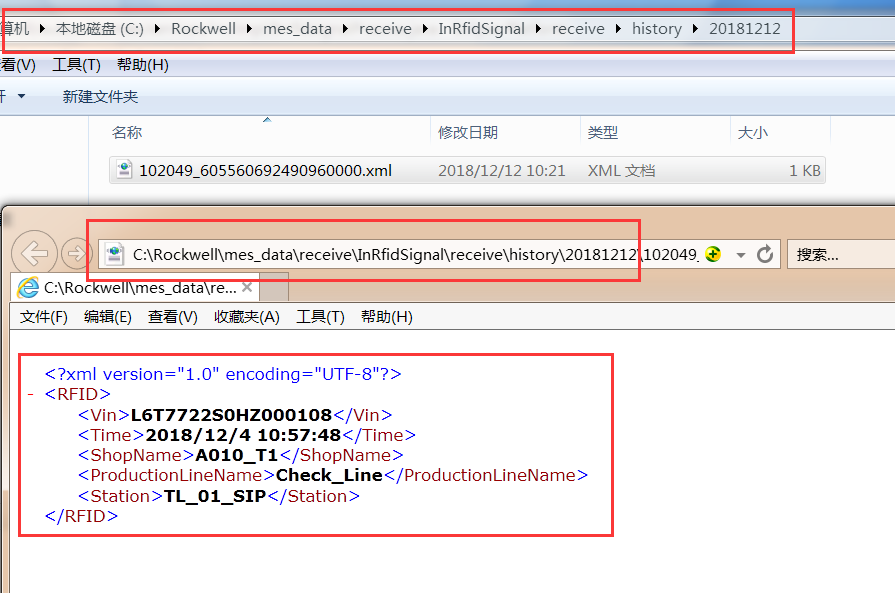 算机 ▸ 本地磁盘 (C:) ▸ Rockwell ▸ mes_data ▸ receive ▸ InRfidSignal ▸ receive ▸ history ▸ 20181212
看(V) 工具(T) 帮助(H)
新建文件夹
名称 修改日期 类型 大小
102049_605560692490960000.xml 2018/12/12 10:21 XML 文档 1 KB
C:\Rockwell\mes_data\receive\InRfidSignal\receive\history\20181212\102049_ 搜索...
C:\Rockwell\mes_data\re... ×
文件(F) 编辑(E) 查看(V) 收藏夹(A) 工具(T) 帮助(H)
<?xml version="1.0" encoding="UTF-8"?>
- <RFID>
<Vin>L6T7722S0HZ000108</Vin>
<Time>2018/12/4 10:57:48</Time>
<ShopName>A010_T1</ShopName>
<ProductionLineName>Check_Line</ProductionLineName>
<Station>TL_01_SIP</Station>
</RFID>